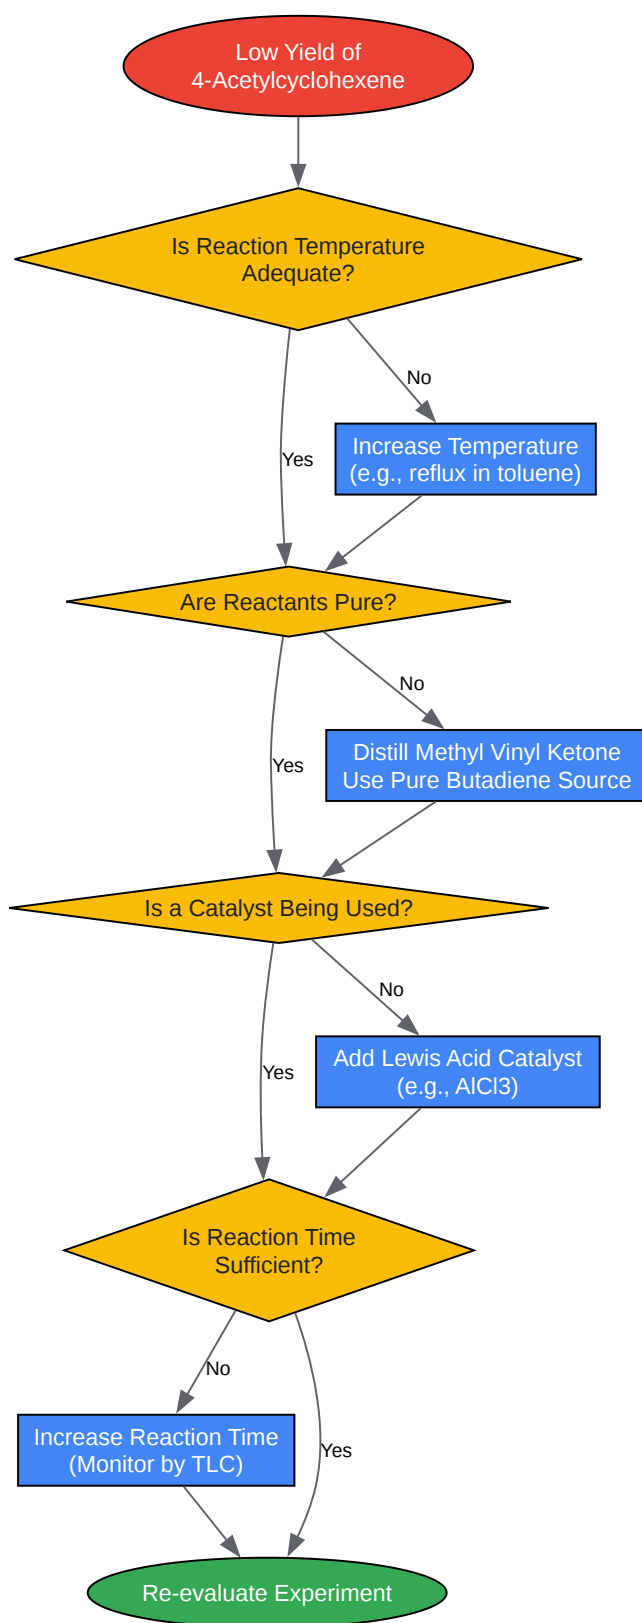 Low Yield of
4-Acetylcyclohexene
Is Reaction Temperature
Adequate?
No
Increase Temperature
(e.g., reflux in toluene)
Yes
Are Reactants Pure?
No
Distill Methyl Vinyl Ketone
Use Pure Butadiene Source
Yes
Is a Catalyst Being Used?
No
Add Lewis Acid Catalyst
(e.g., AlCl3)
Yes
Is Reaction Time
Sufficient?
No
Increase Reaction Time
(Monitor by TLC)
Yes
Re-evaluate Experiment